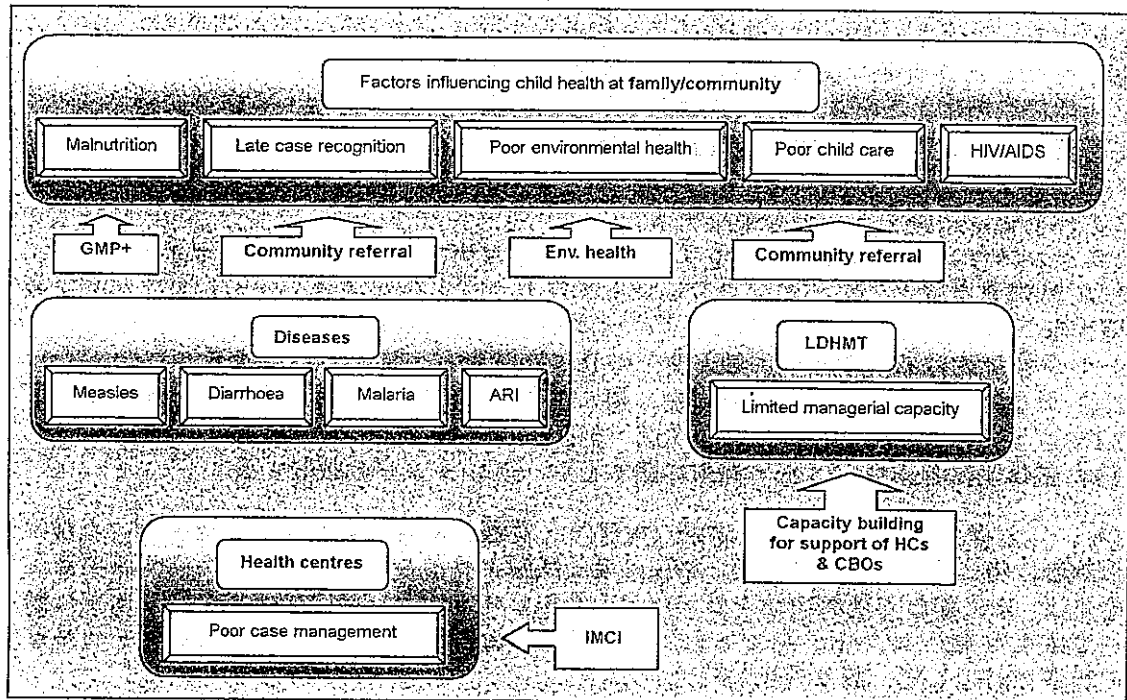 Factors influencing child health at family/community
Malnutrition
Late case recognition
Poor environmental health
Poor child care
HIV/AIDS
GMP+
Community referral
Env. health
Community referral
Diseases
Measles
Diarrhoea
Malaria
ARI
LDHMT
Limited managerial capacity
Capacity building
for support of HCs
& CBOs
Health centres
Poor case management
IMCI